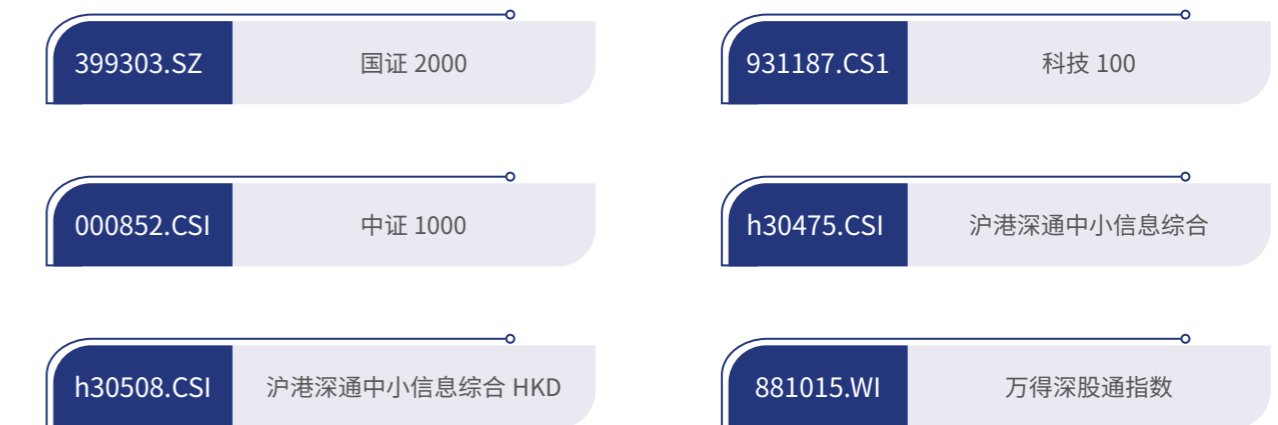 399303.SZ 国证 2000
931187.CS1 科技 100
000852.CSI 中证 1000
h30475.CSI 沪港深通中小信息综合
h30508.CSI 沪港深通中小信息综合 HKD
881015.WI 万得深股通指数